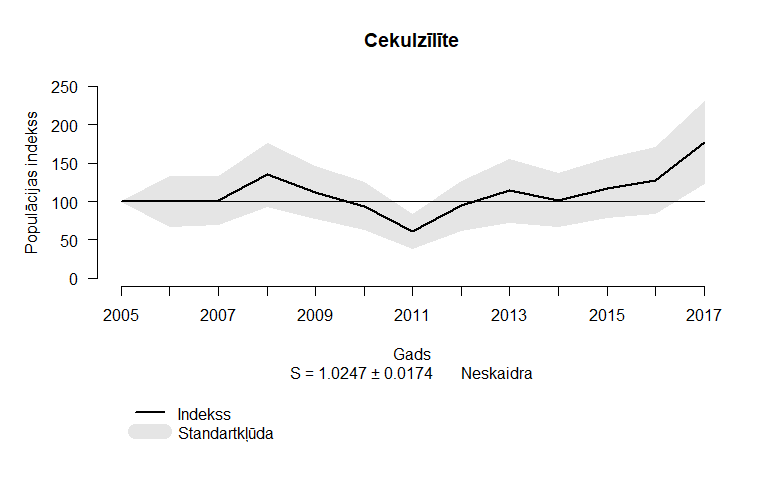 Cekulzīlīte
Populācijas indekss
250
200
150
100
50
0
2005 2007 2009 2011 2013 2015 2017
Gads
S = 1.0247 ± 0.0174 Neskaidra
Indekss
Standartkļūda